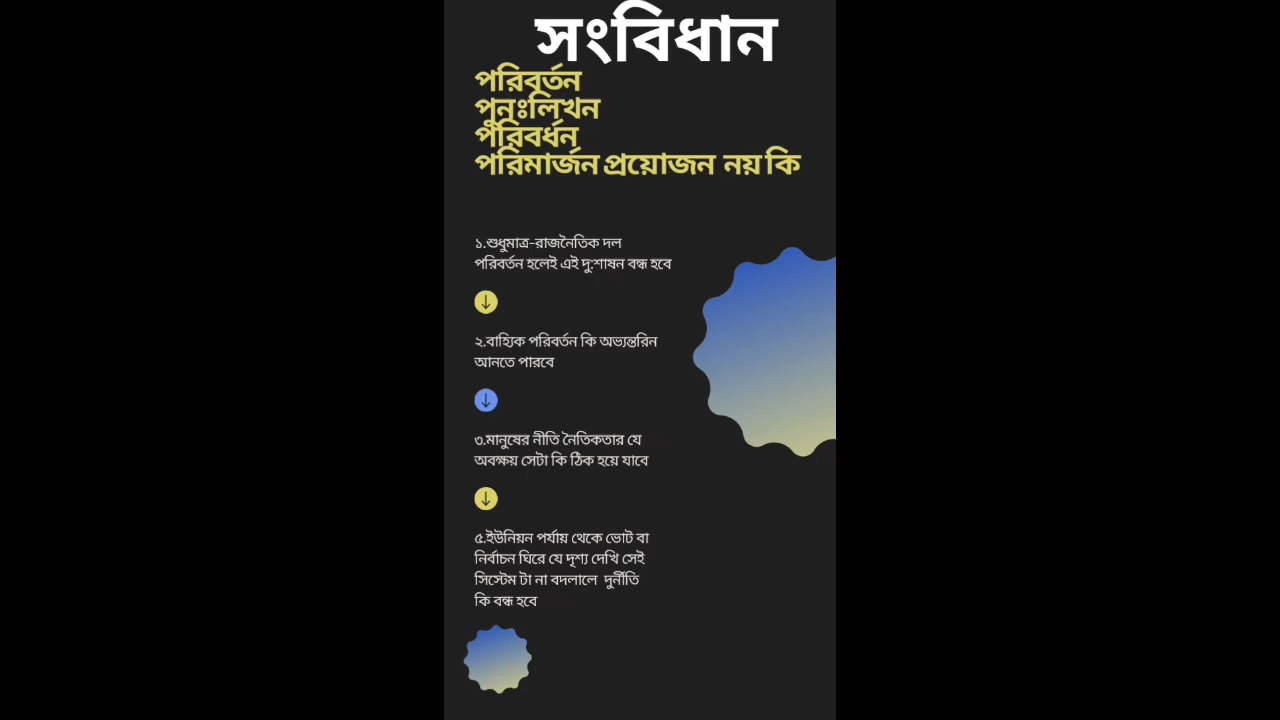 সংবিধান
পরিবর্তন
পুনঃলিখন
পরিবর্ধন
পরিমার্জন প্রয়োজন নয় কি
১.শুধুমাত্র-রাজনৈতিক দল
পরিবর্তন হলেই এই দু:শাষন বন্ধ হবে
২.বাহ্যিক পরিবর্তন কি অভ্যন্তরিন
আনতে পারবে
৩.মানুষের নীতি নৈতিকতার যে
অবক্ষয় সেটা কি ঠিক হয়ে যাবে
৫.ইউনিয়ন পর্যায় থেকে ভোট বা
নির্বাচন ঘিরে যে দৃশ্য দেখি সেই
সিস্টেম টা না বদলালে দুর্নীতি
কি বন্ধ হবে